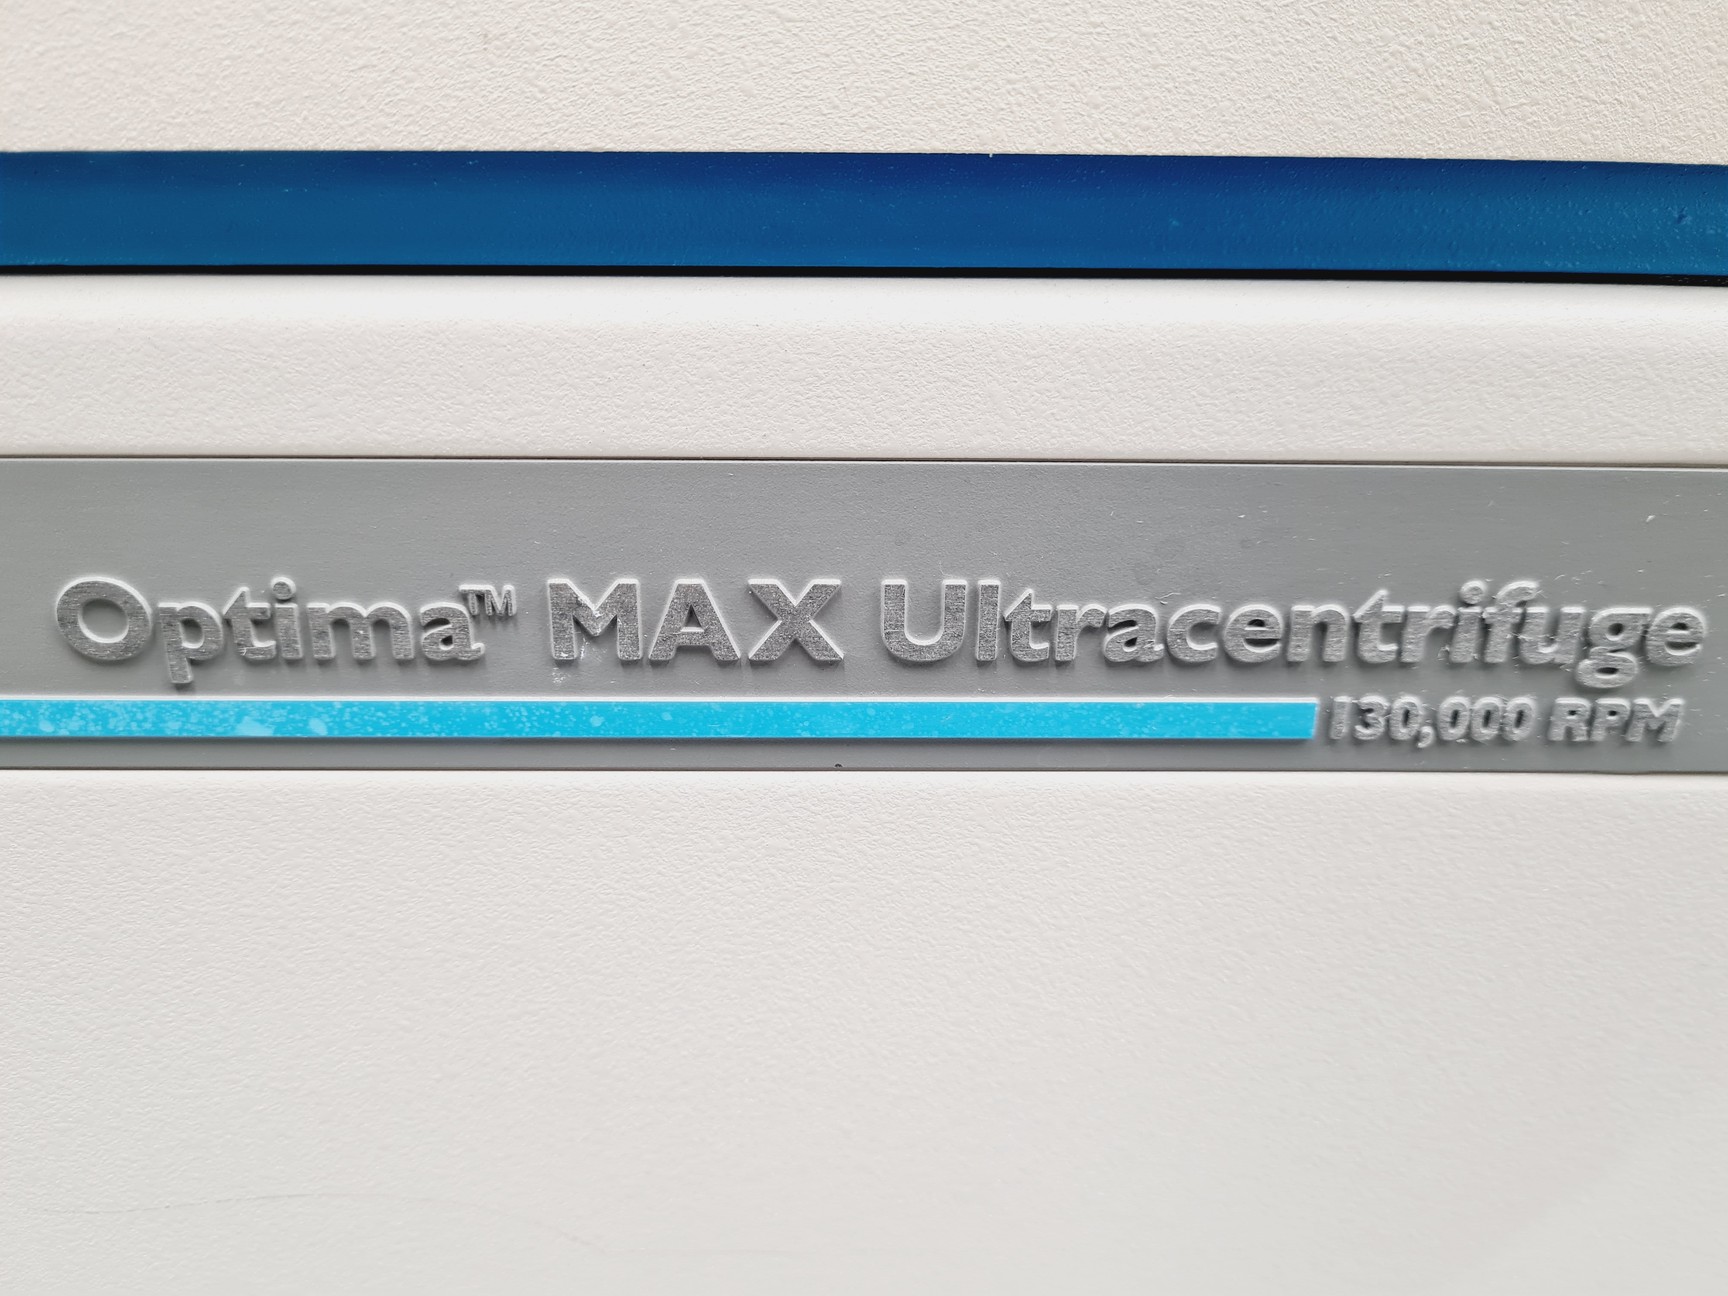 Optima™ MAX Ultracentrifuge
130,000 RPM